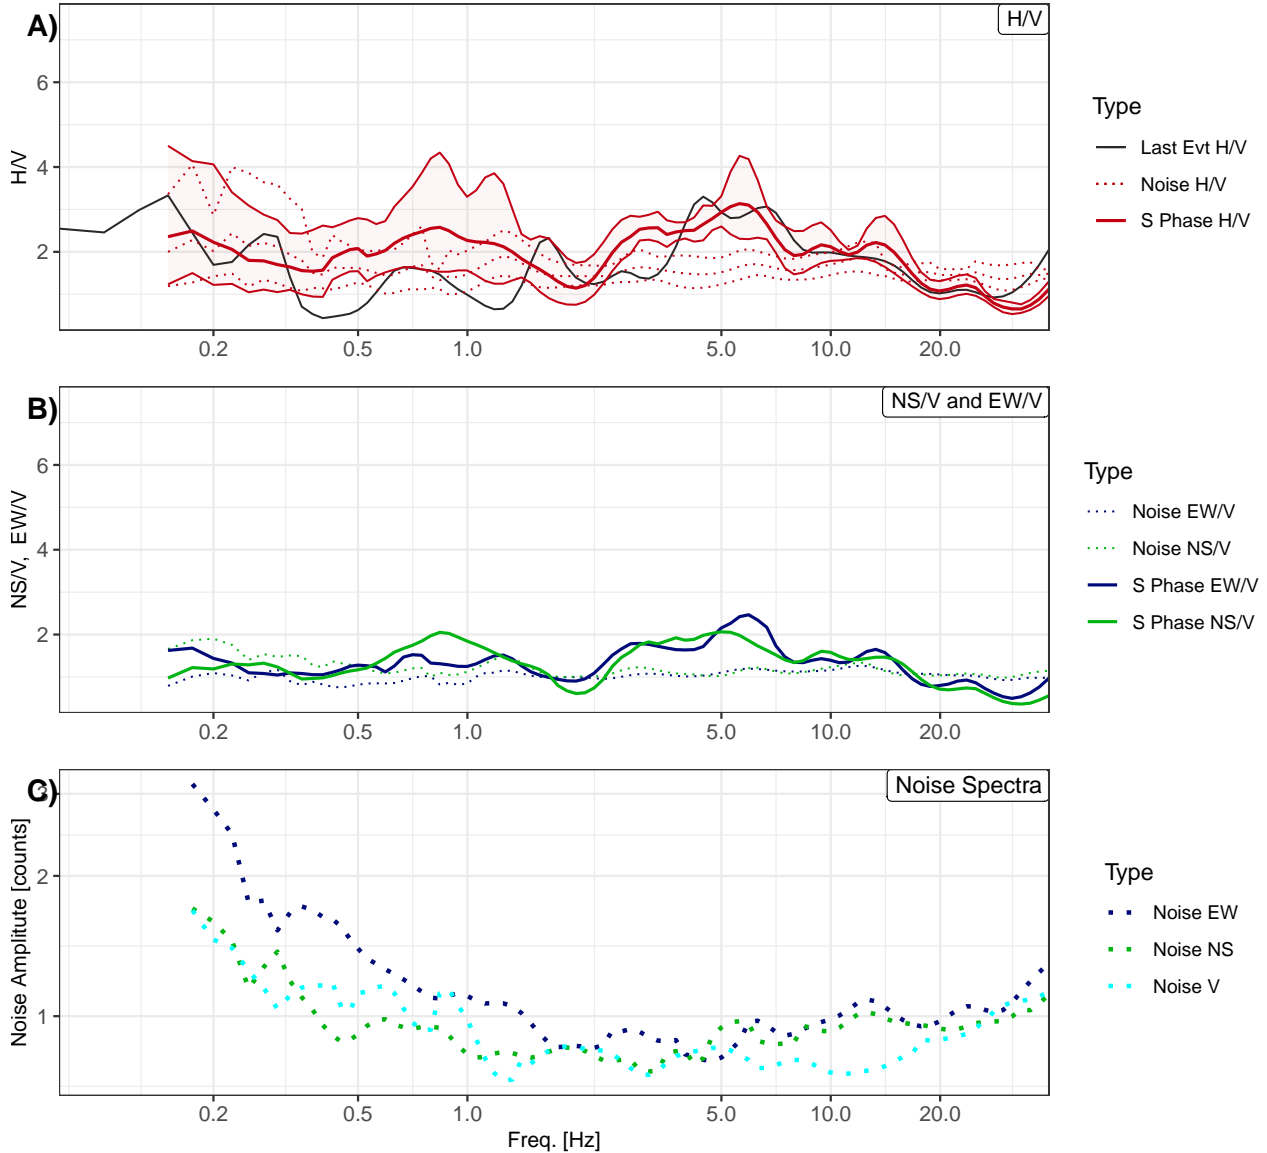 A)
H/V
6
4
2
H/V
0.2 0.5 1.0 5.0 10.0 20.0
Type
Last Evt H/V
Noise H/V
S Phase H/V
B)
NS/V and EW/V
6
4
2
NS/V, EW/V
0.2 0.5 1.0 5.0 10.0 20.0
Type
Noise EW/V
Noise NS/V
S Phase EW/V
S Phase NS/V
C)
Noise Spectra
3
2
1
Noise Amplitude [counts]
0.2 0.5 1.0 5.0 10.0 20.0
Freq. [Hz]
Type
Noise EW
Noise NS
Noise V